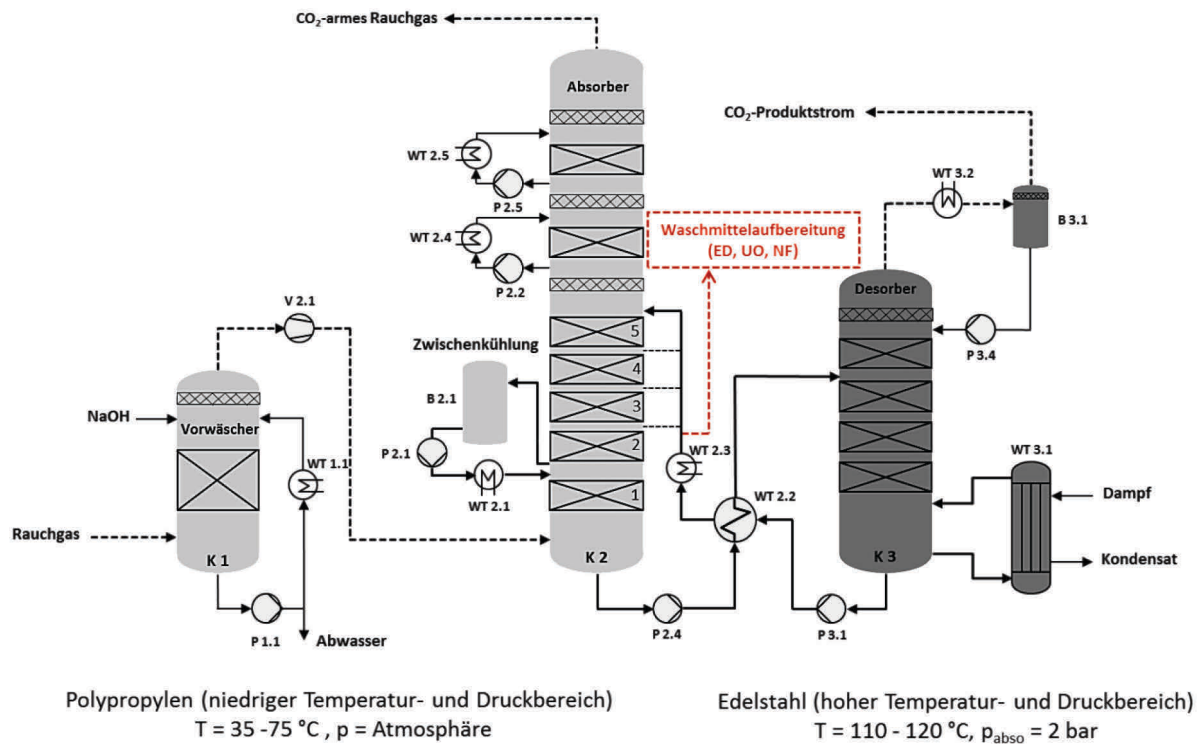 CO₂-armes Rauchgas
Absorber
CO₂-Produktstrom
WT 2.5
P 2.5
WT 3.2
B 3.1
WT 2.4
P 2.2
Waschmittelaufbereitung
(ED, UO, NF)
Desorber
V 2.1
P 3.4
Zwischenkühlung
B 2.1
5
4
3
2
1
NaOH
Vorwäscher
WT 1.1
P 2.1
WT 2.1
WT 2.3
WT 2.2
WT 3.1
Dampf
Rauchgas
K 1
K 2
K 3
Kondensat
P 1.1
Abwasser
P 2.4
P 3.1
Polypropylen (niedriger Temperatur- und Druckbereich)
T = 35 -75 °C , p = Atmosphäre
Edelstahl (hoher Temperatur- und Druckbereich)
T = 110 - 120 °C, pabso = 2 bar